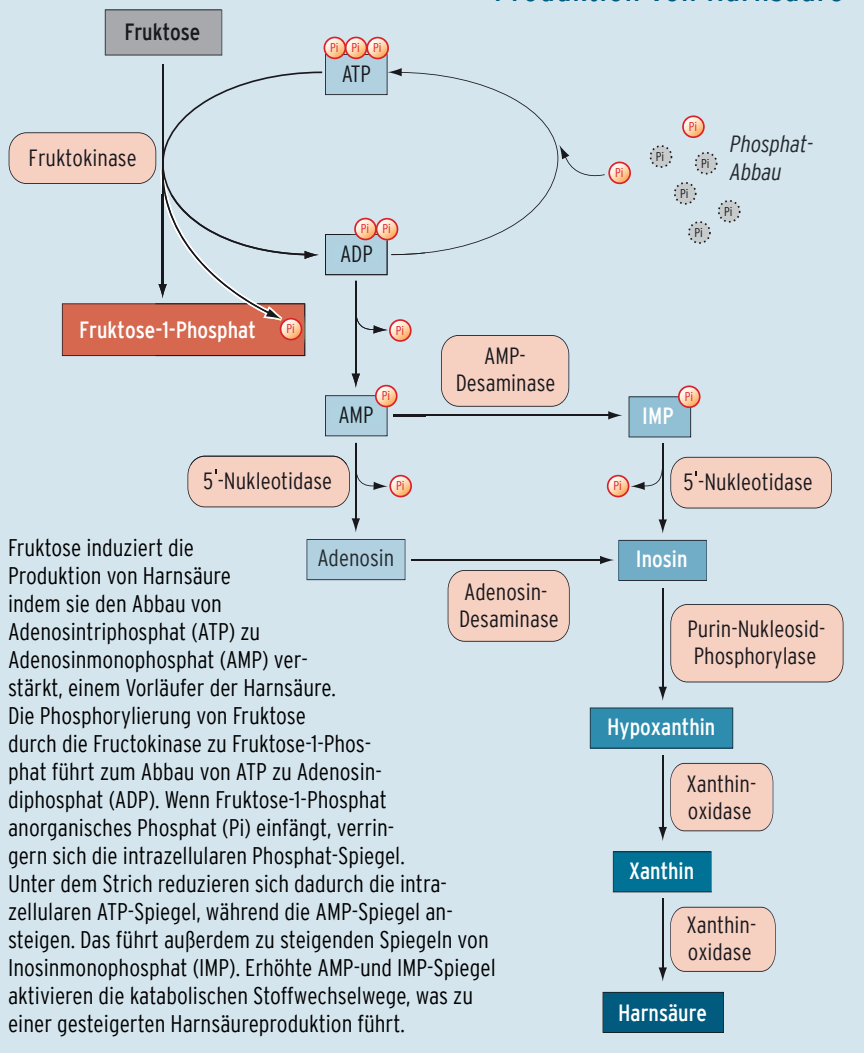 Produktion von Harnsäure
Fruktose
Pi Pi Pi
ATP
Fruktokinase
Pi
Phosphat-
Abbau
Pi
Pi
Pi
Pi
Pi
Pi
Pi Pi
ADP
Fruktose-1-Phosphat
Pi
Pi
AMP-
Desaminase
Pi
AMP
Pi
IMP
5'-Nukleotidase
Pi
Pi
5'-Nukleotidase
Adenosin
Inosin
Adenosin-
Desaminase
Purin-Nukleosid-
Phosphorylase
Hypoxanthin
Xanthin-
oxidase
Xanthin
Xanthin-
oxidase
Harnsäure
Fruktose induziert die
Produktion von Harnsäure
indem sie den Abbau von
Adenosintriphosphat (ATP) zu
Adenosinmonophosphat (AMP) ver-
stärkt, einem Vorläufer der Harnsäure.
Die Phosphorylierung von Fruktose
durch die Fructokinase zu Fruktose-1-Phos-
phat führt zum Abbau von ATP zu Adenosin-
diphosphat (ADP). Wenn Fruktose-1-Phosphat
anorganisches Phosphat (Pi) einfängt, verrin-
gern sich die intrazellularen Phosphat-Spiegel.
Unter dem Strich reduzieren sich dadurch die intra-
zellularen ATP-Spiegel, während die AMP-Spiegel an-
steigen. Das führt außerdem zu steigenden Spiegeln von
Inosinmonophosphat (IMP). Erhöhte AMP-und IMP-Spiegel
aktivieren die katabolischen Stoffwechselwege, was zu
einer gesteigerten Harnsäureproduktion führt.